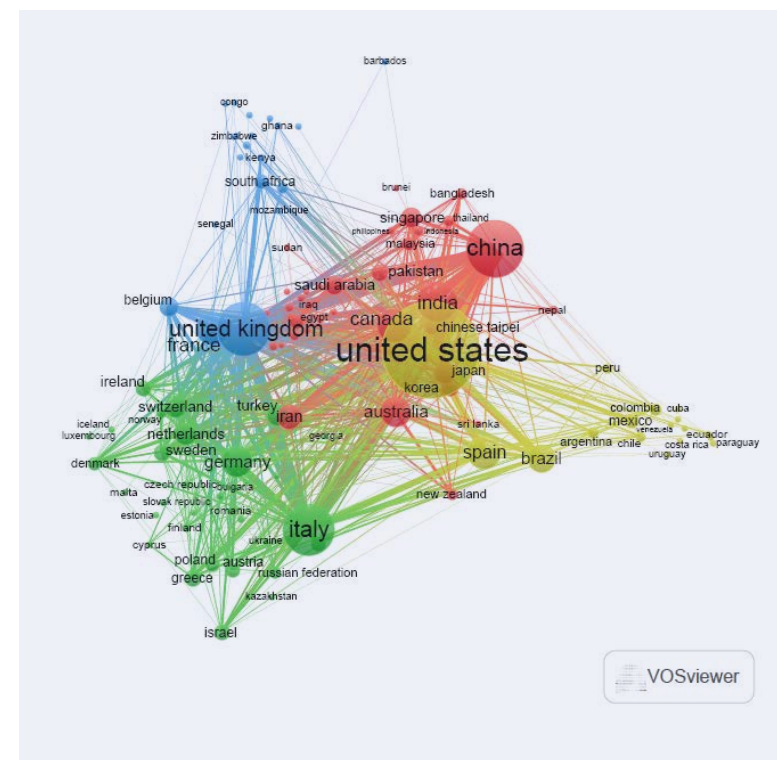 barbados
congo
ghana
zimbabwe
kenya
south africa
brunei
bangladesh
mozambique
singapore
thailand
senegal
philippines
indonesia
malaysia
sudan
china
pakistan
saudi arabia
belgium
iraq
india
nepal
egypt
canada
united kingdom
chinese taipei
france
united states
japan
peru
ireland
korea
switzerland
turkey
iran
australia
colombia
cuba
iceland
norway
mexico
luxembourg
netherlands
georgia
sri lanka
venezuela
ecuador
sweden
argentina
chile
costa rica
paraguay
denmark
germany
spain
brazil
uruguay
czech republic
bulgaria
malta
new zealand
slovak republic
romania
estonia
finland
italy
ukraine
cyprus
poland
austria
greece
russian federation
kazakhstan
israel
VOSviewer